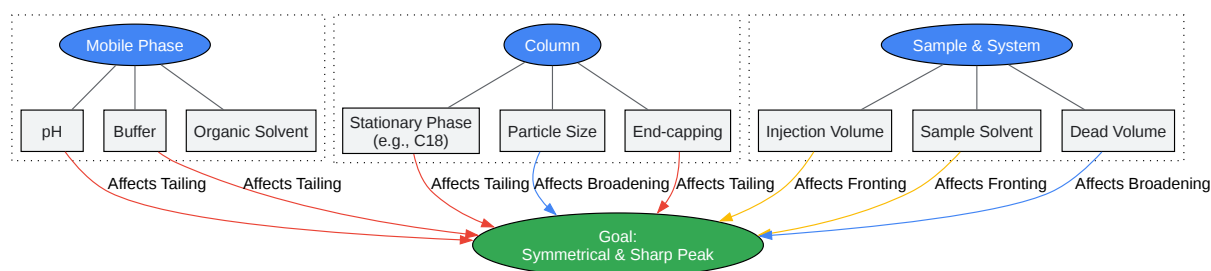 Mobile Phase
Column
Sample & System
pH
Buffer
Organic Solvent
Stationary Phase
(e.g., C18)
Particle Size
End-capping
Injection Volume
Sample Solvent
Dead Volume
Affects Tailing
Affects Tailing
Affects Tailing
Affects Broadening
Affects Tailing
Affects Fronting
Affects Fronting
Affects Broadening
Goal:
Symmetrical & Sharp Peak